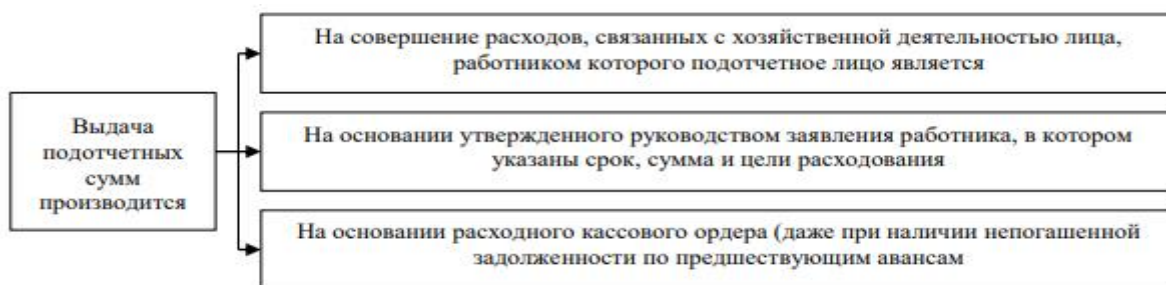 На совершение расходов, связанных с хозяйственной деятельностью лица,
работником которого подотчетное лицо является
Выдача
подотчетных
сумм
производится
На основании утвержденного руководством заявления работника, в котором
указаны срок, сумма и цели расходования
На основании расходного кассового ордера (даже при наличии непогашенной
задолженности по предшествующим авансам